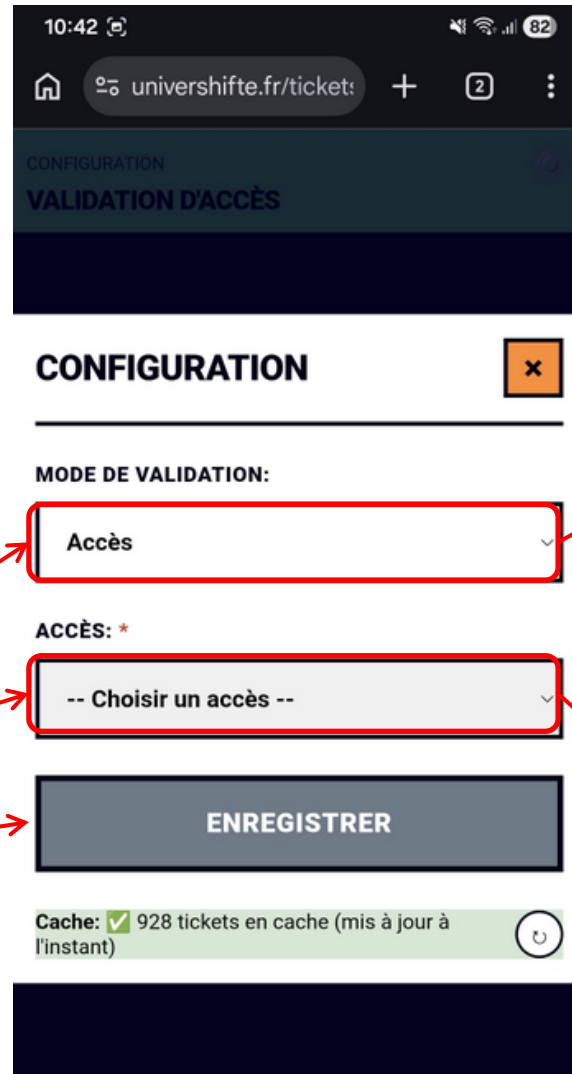 10:42
82
univershifte.fr/tickets
2
CONFIGURATION
VALIDATION D'ACCÈS
CONFIGURATION
MODE DE VALIDATION:
Accès
ACCÈS: *
-- Choisir un accès --
ENREGISTRER
Cache: ✅ 928 tickets en cache (mis à jour à
l'instant)